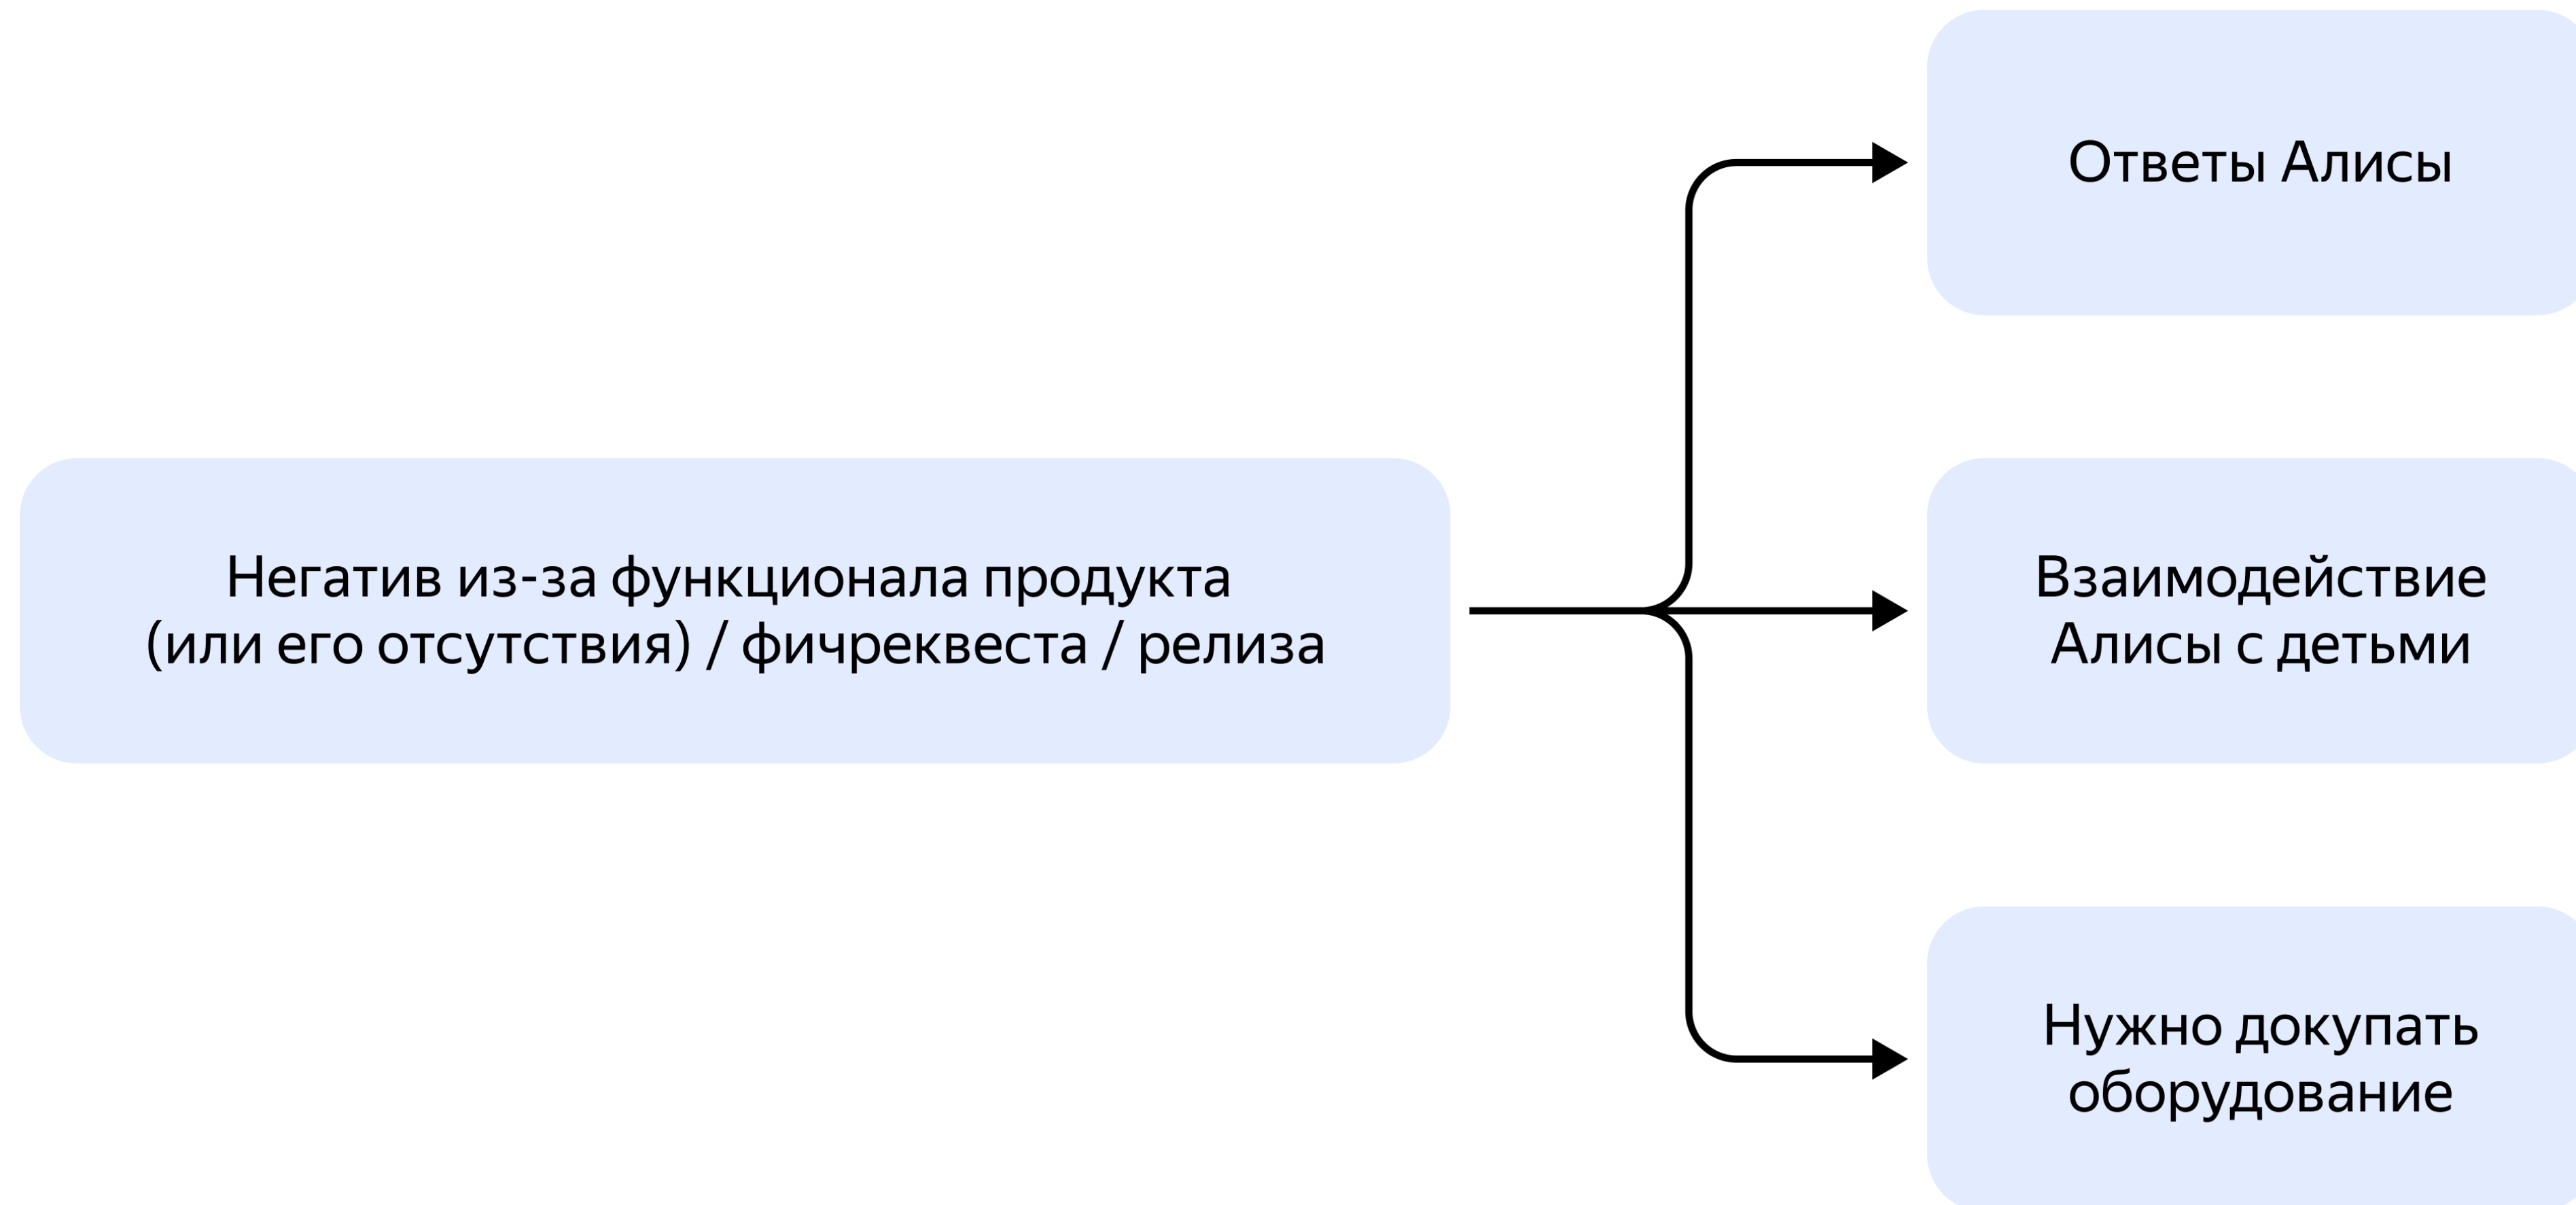 Ответы Алисы
Негатив из-за функционала продукта
(или его отсутствия) / фичреквеста / релиза
Взаимодействие
Алисы с детьми
Нужно докупать
оборудование